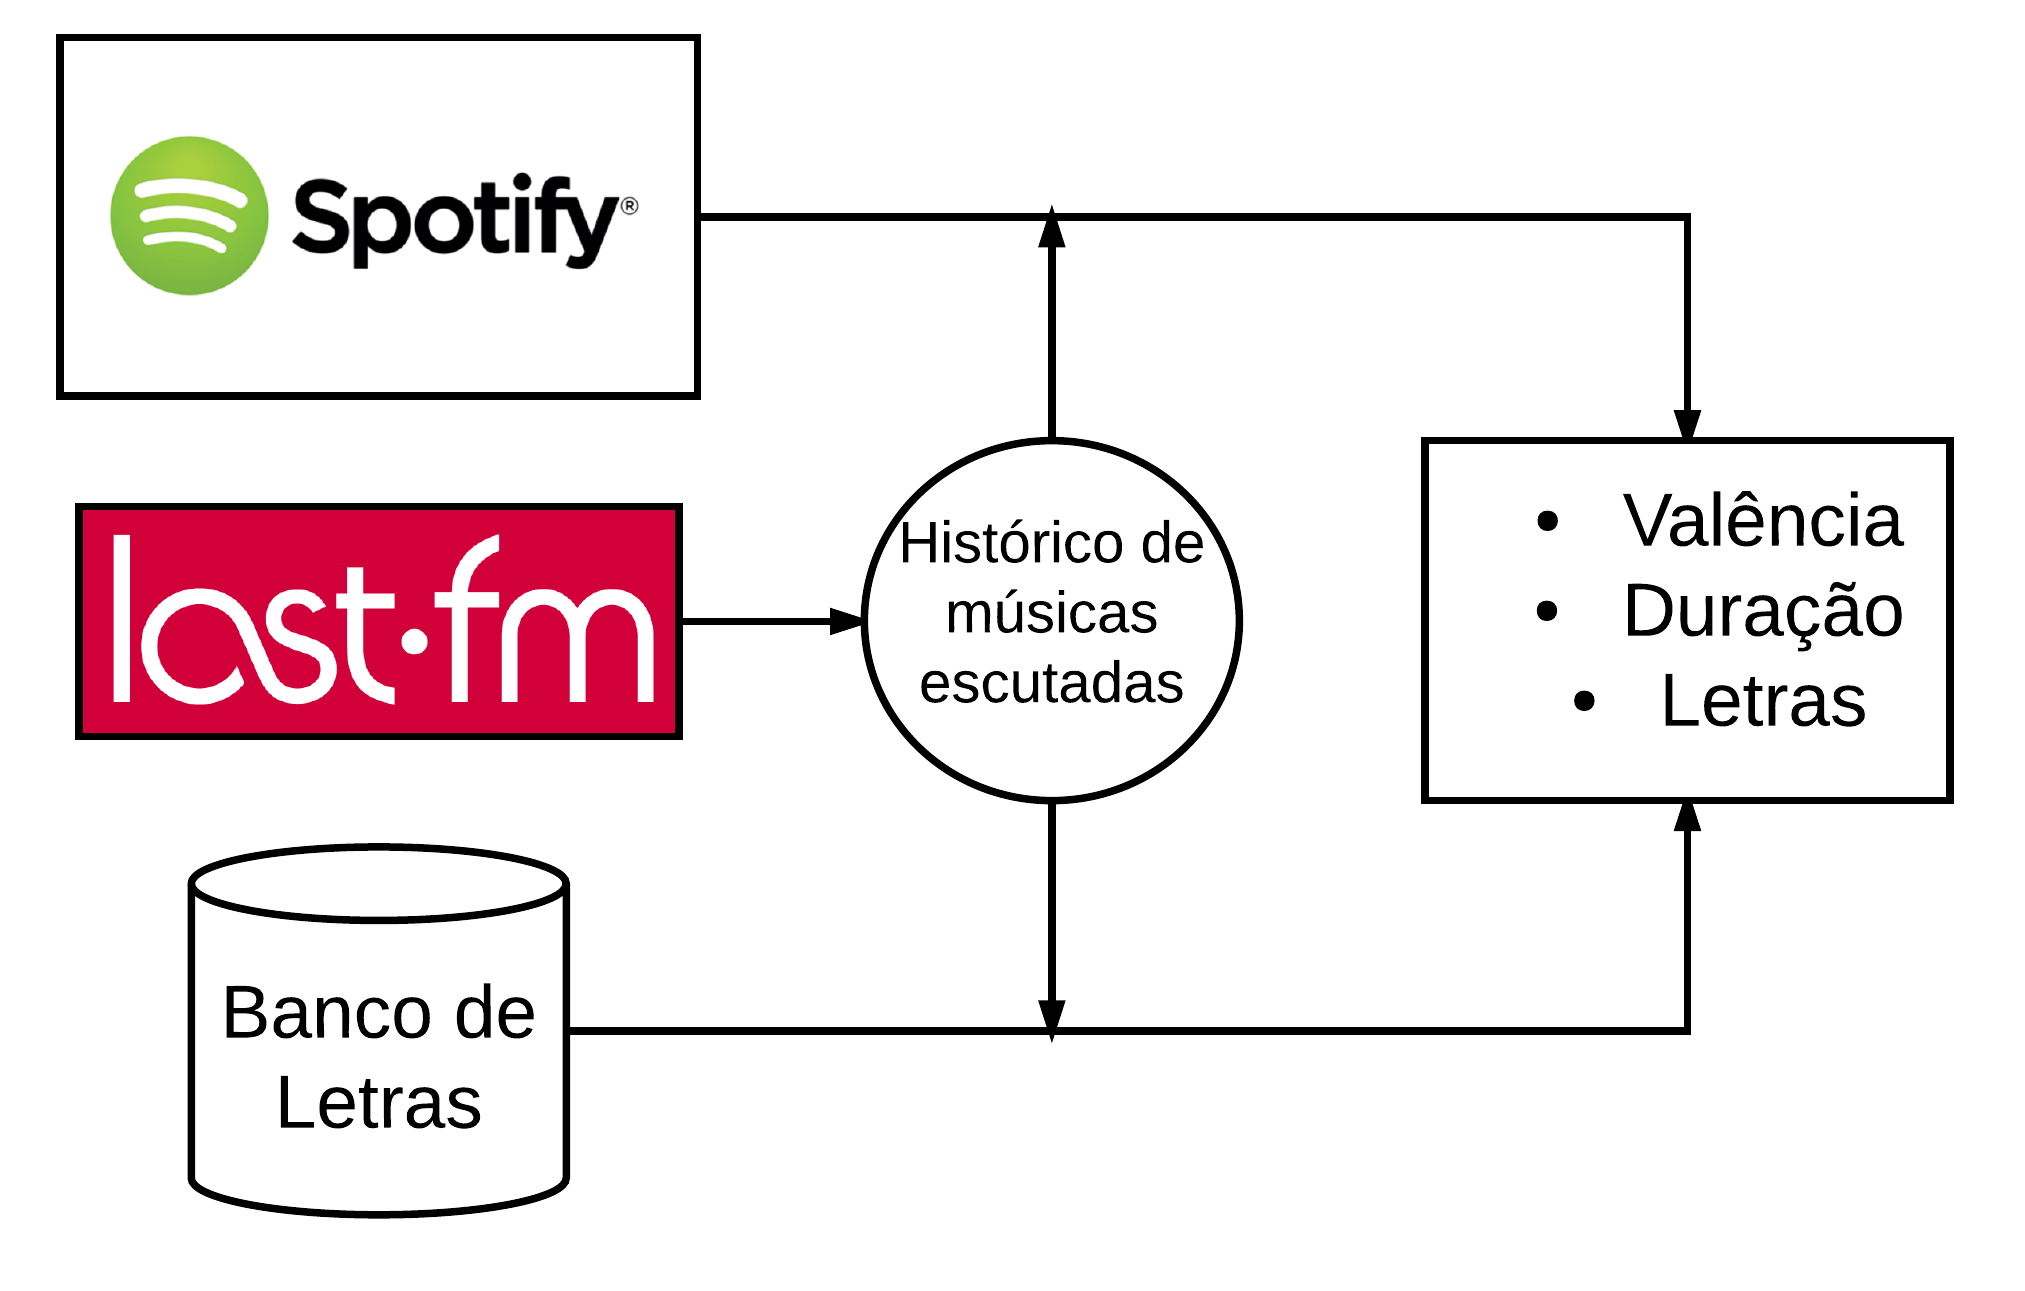 Spotify®
last.fm
Histórico de
músicas
escutadas
• Valência
• Duração
• Letras
Banco de
Letras